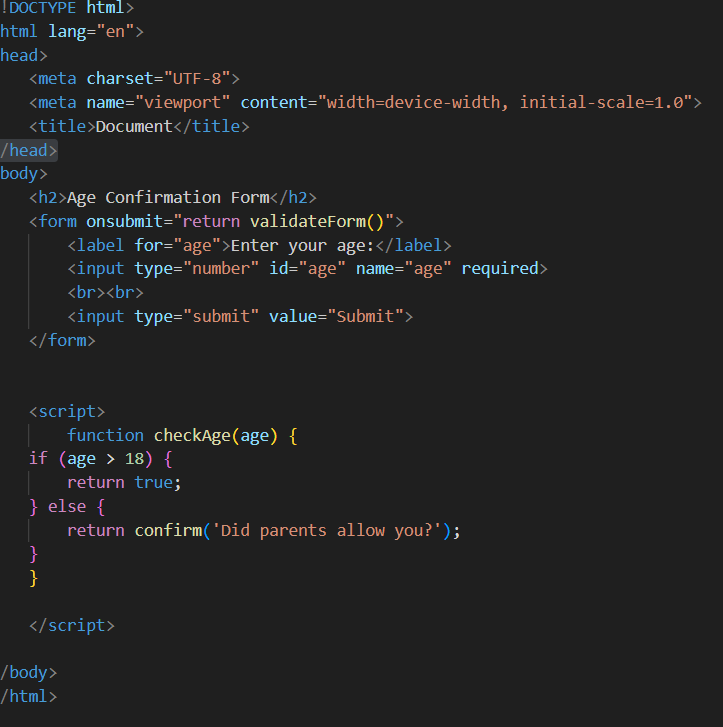 !DOCTYPE html>
html lang="en">
head>
<meta charset="UTF-8">
<meta name="viewport" content="width=device-width, initial-scale=1.0">
<title>Document</title>
/head>
body>
<h2>Age Confirmation Form</h2>
<form onsubmit="return validateForm()">
<label for="age">Enter your age:</label>
<input type="number" id="age" name="age" required>
<br><br>
<input type="submit" value="Submit">
</form>
<script>
function checkAge(age) {
if (age > 18) {
return true;
} else {
return confirm('Did parents allow you?');
}
}
</script>
/body>
/html>